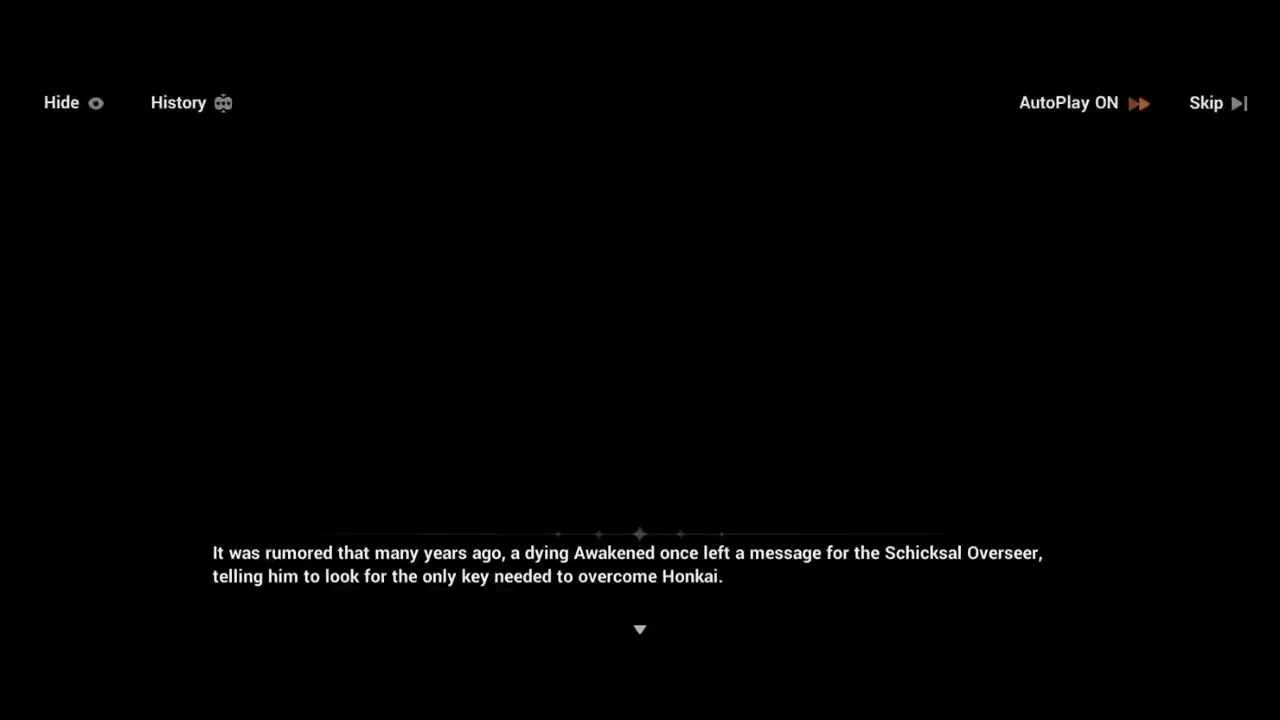 Hide
History
AutoPlay ON
Skip
It was rumored that many years ago, a dying Awakened once left a message for the Schicksal Overseer,
telling him to look for the only key needed to overcome Honkai.